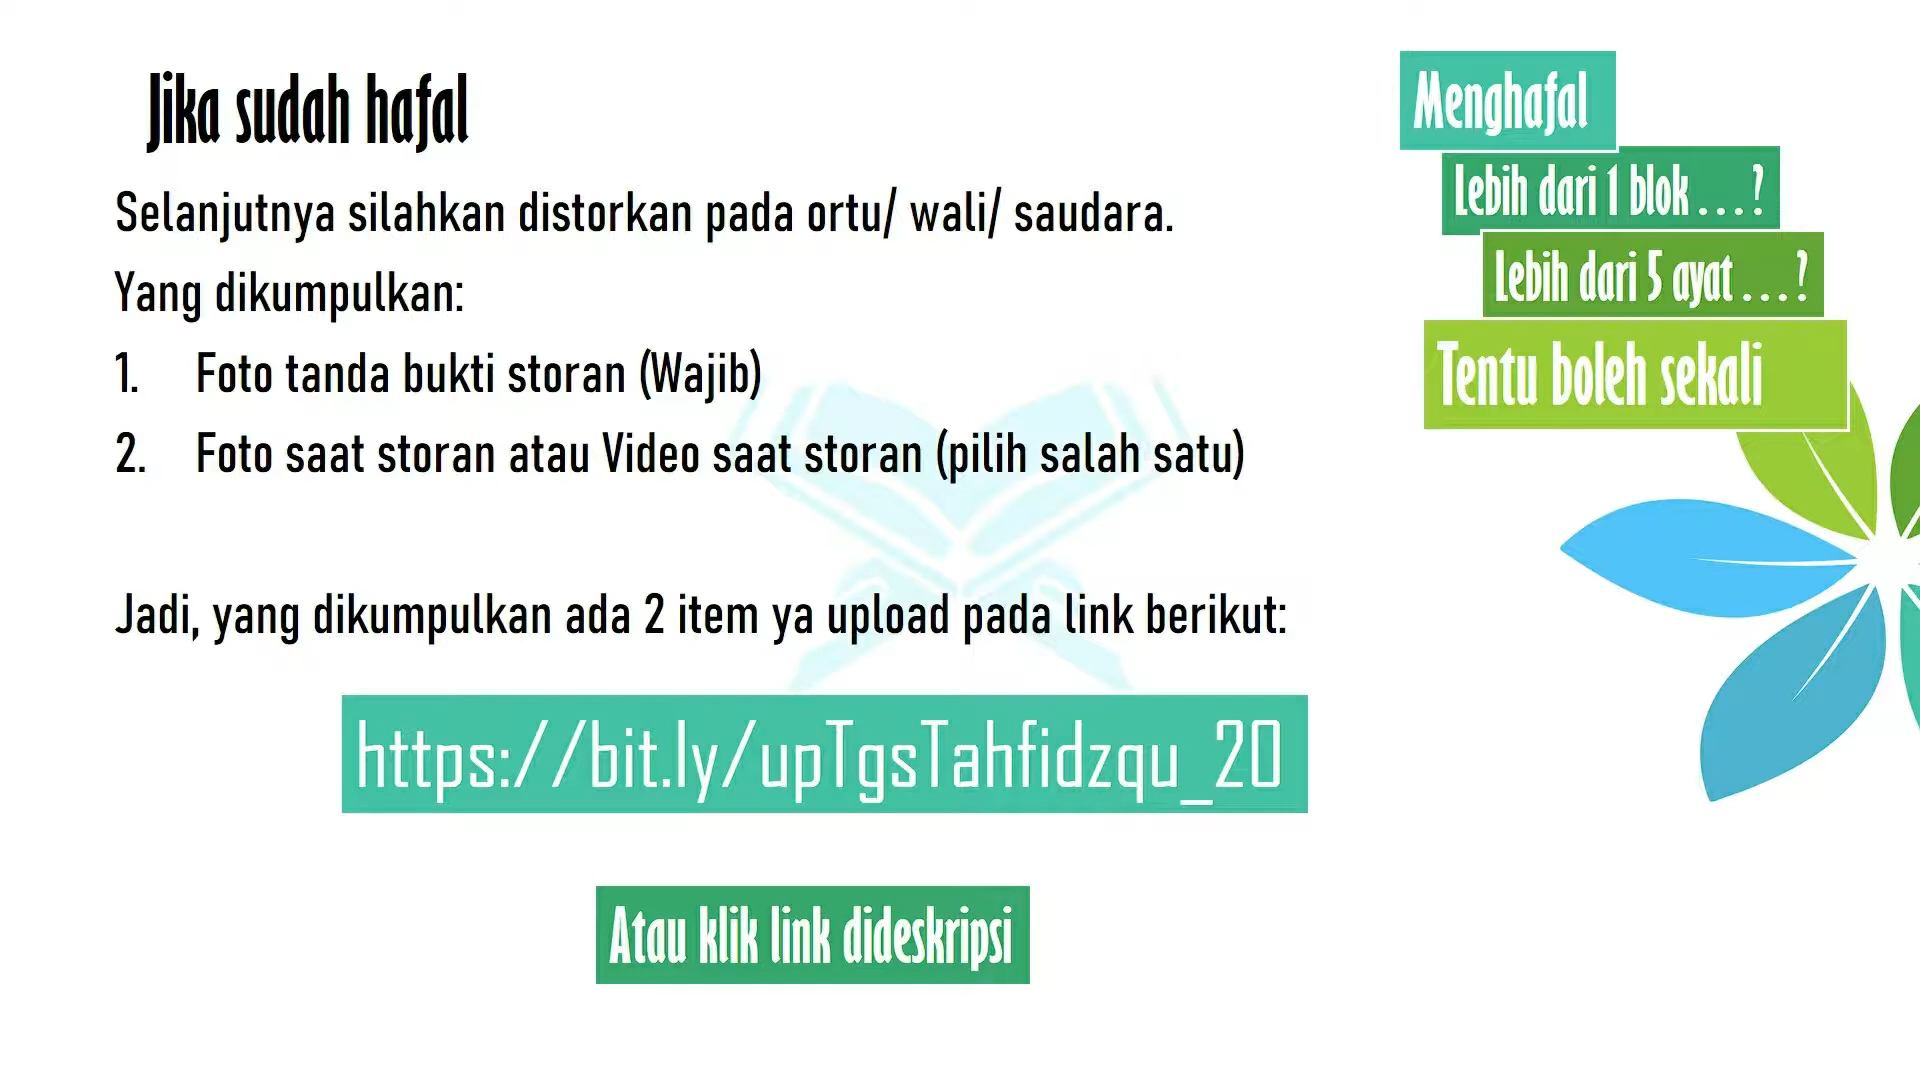 Jika sudah hafal
Selanjutnya silahkan distorkan pada ortu/ wali/ saudara.
Yang dikumpulkan:
1. Foto tanda bukti storan (Wajib)
2. Foto saat storan atau Video saat storan (pilih salah satu)
Jadi, yang dikumpulkan ada 2 item ya upload pada link berikut:
https://bit.ly/upTgsTahfidzqu_20
Atau klik link dideskripsi
Menghafal
Lebih dari 1 blok . . . ?
Lebih dari 5 ayat . . . ?
Tentu boleh sekali